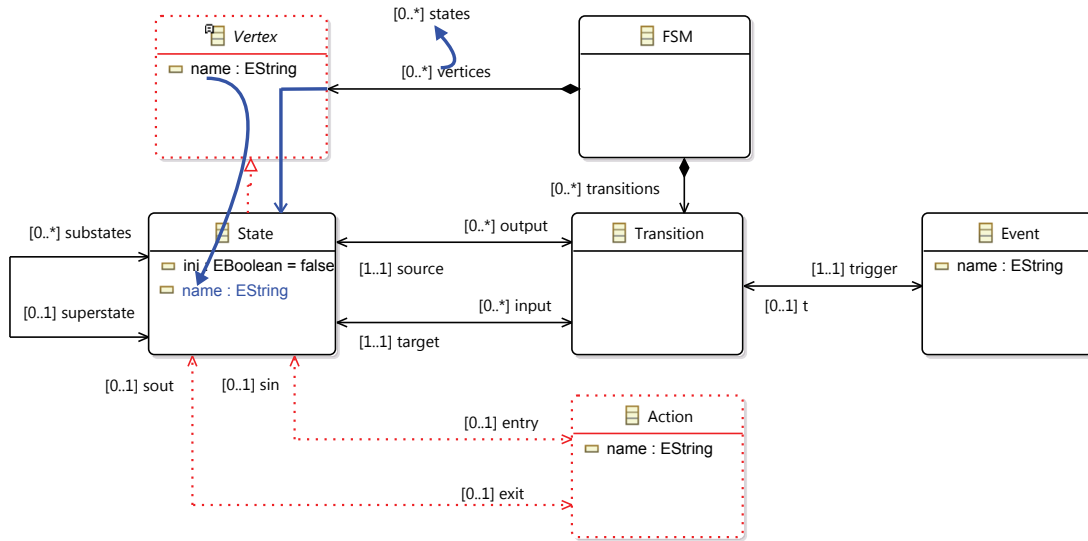 [0..*] states
Vertex
FSM
name : EString
[0..*] vertices
[0..*] transitions
[0..*] substates
State
[0..*] output
Transition
Event
ini : EBoolean = false
[1..1] source
[1..1] trigger
name : EString
name : EString
[0..1] superstate
[0..*] input
[0..1] t
[1..1] target
[0..1] sout
[0..1] sin
[0..1] entry
Action
name : EString
[0..1] exit